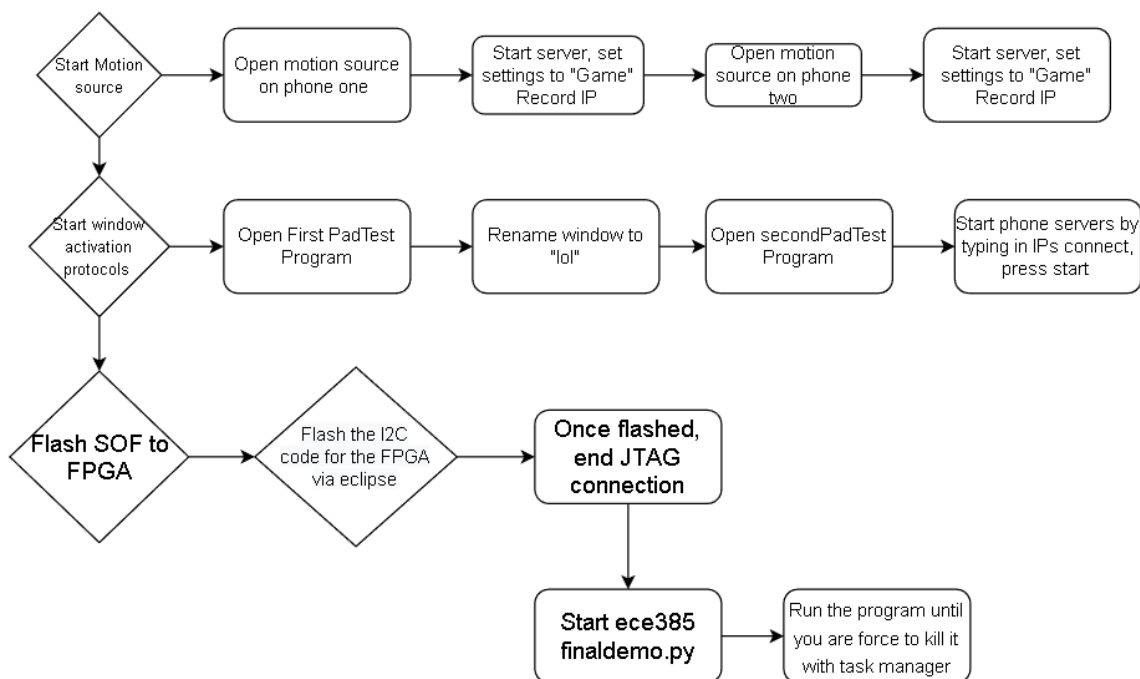 Start Motion
source
Open motion source
on phone one
Start server, set
settings to "Game"
Record IP
Open motion
source on phone
two
Start server, set
settings to "Game"
Record IP
Start window
activation
protocols
Open First PadTest
Program
Rename window to
"lol"
Open secondPadTest
Program
Start phone servers by
typing in IPs connect,
press start
Flash SOF to
FPGA
Flash the I2C
code for the FPGA
via eclipse
Once flashed,
end JTAG
connection
Start ece385
finaldemo.py
Run the program until
you are force to kill it
with task manager